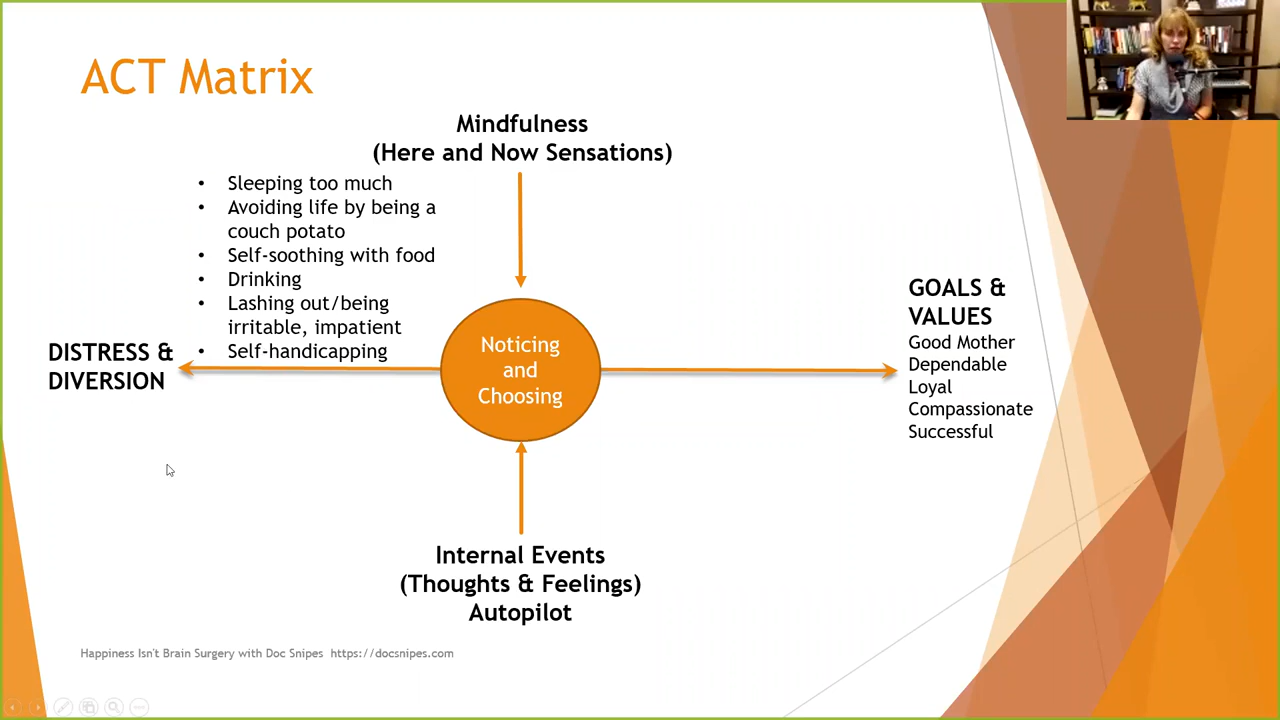 ACT Matrix
Mindfulness
(Here and Now Sensations)
• Sleeping too much
• Avoiding life by being a
couch potato
• Self-soothing with food
• Drinking
• Lashing out/being
irritable, impatient
• Self-handicapping
DISTRESS &
DIVERSION
Noticing
and
Choosing
GOALS &
VALUES
Good Mother
Dependable
Loyal
Compassionate
Successful
Internal Events
(Thoughts & Feelings)
Autopilot
Happiness Isn't Brain Surgery with Doc Snipes https://docsnipes.com